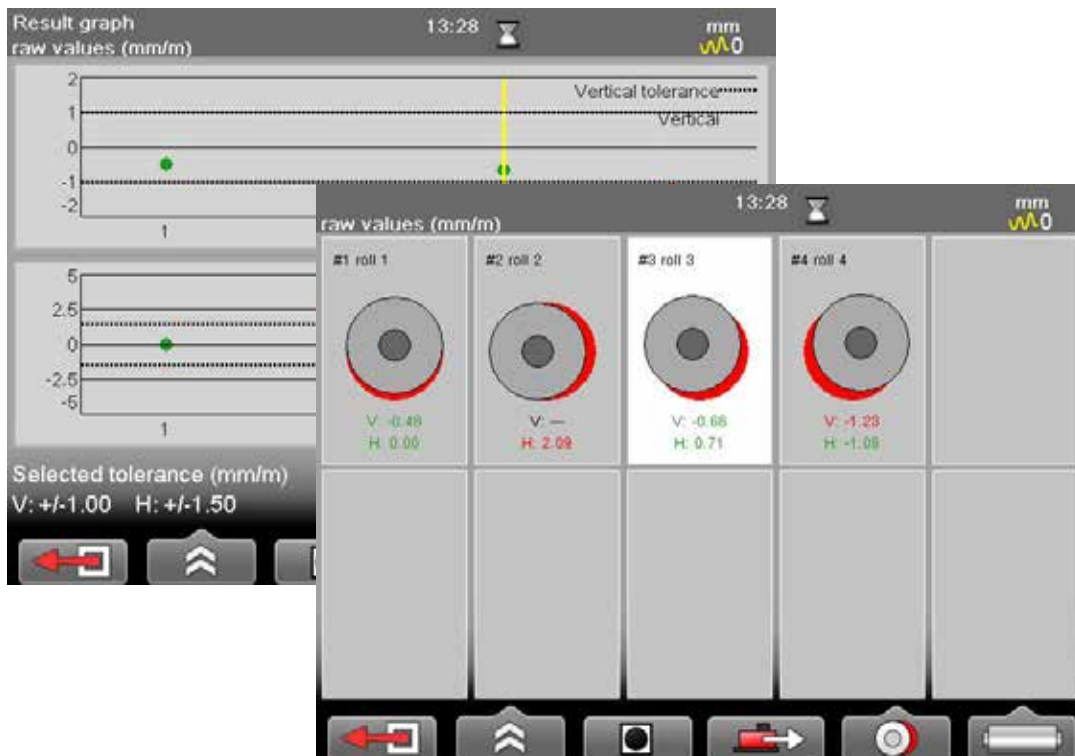 Result graph
raw values (mm/m)
13:28
mm
0
2
1
0
-1
-2
Vertical tolerance
Vertical
1
5
2.5
0
-2.5
-5
1
Selected tolerance (mm/m)
V: +/-1.00 H: +/-1.50
raw values (mm/m)
13:28
mm
0
#1 roll 1
V: -0.48
H: 0.00
#2 roll 2
V: ---
H: 2.09
#3 roll 3
V: -0.68
H: 0.71
#4 roll 4
V: -1.23
H: -1.09